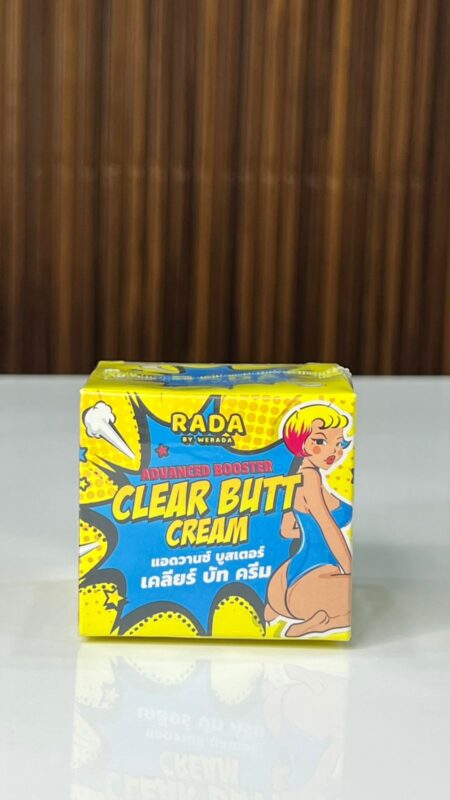 RADA
BY WERADA
ADVANCED BOOSTER
CLEAR BUTT
CREAM
แอดวานซ์ บูสเตอร์
เคลียร์ บัท ครีม